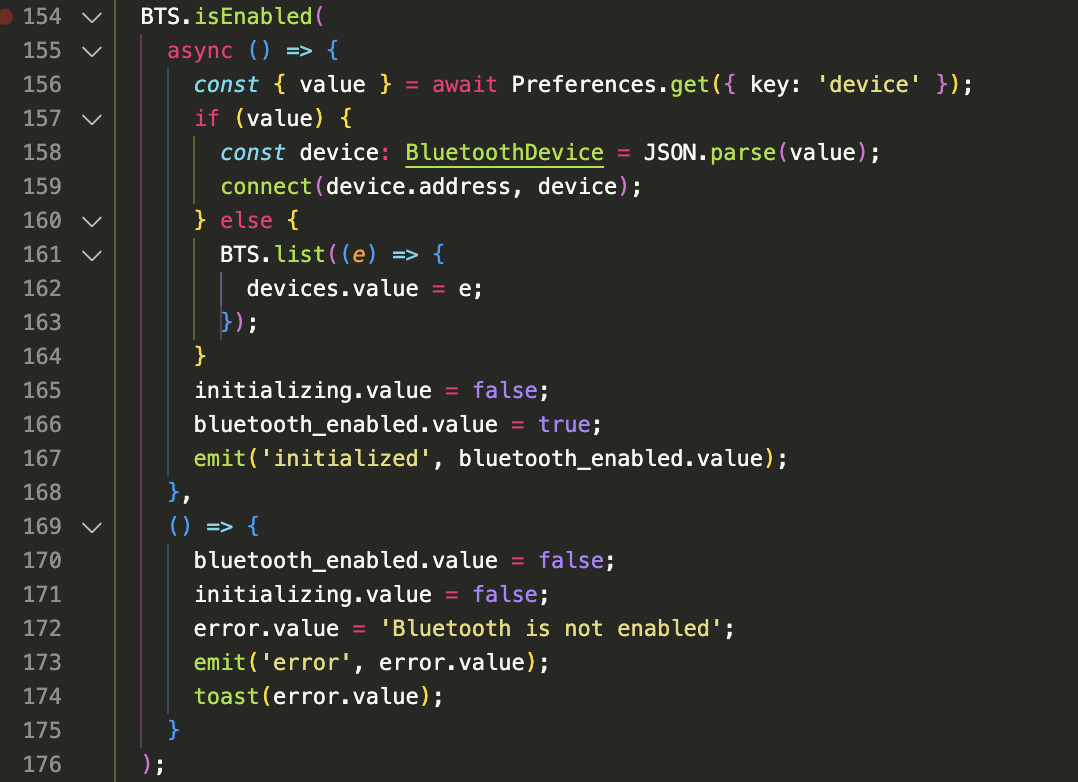 154 BTS.isEnabled(
155 async () => {
156 const { value } = await Preferences.get({ key: 'device' });
157 if (value) {
158 const device: BluetoothDevice = JSON.parse(value);
159 connect(device.address, device);
160 } else {
161 BTS.list((e) => {
162 devices.value = e;
163 });
164 }
165 initializing.value = false;
166 bluetooth_enabled.value = true;
167 emit('initialized', bluetooth_enabled.value);
168 },
169 () => {
170 bluetooth_enabled.value = false;
171 initializing.value = false;
172 error.value = 'Bluetooth is not enabled';
173 emit('error', error.value);
174 toast(error.value);
175 }
176 );